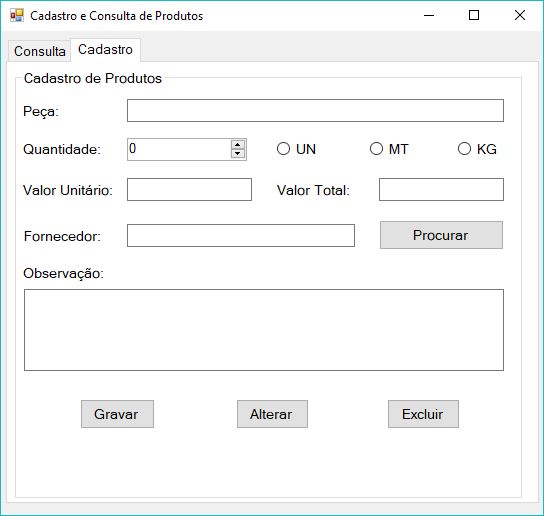 Cadastro e Consulta de Produtos
Consulta Cadastro
Cadastro de Produtos
Peça:
Quantidade: 0 UN MT KG
Valor Unitário: Valor Total:
Fornecedor: Procurar
Observação:
Gravar Alterar Excluir